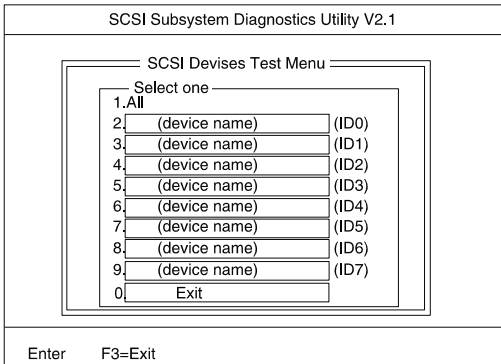 SCSI Subsystem Diagnostics Utility V2.1
SCSI Devises Test Menu
Select one
1.All
2. (device name) (ID0)
3. (device name) (ID1)
4. (device name) (ID2)
5. (device name) (ID3)
6. (device name) (ID4)
7. (device name) (ID5)
8. (device name) (ID6)
9. (device name) (ID7)
0. Exit
Enter F3=Exit